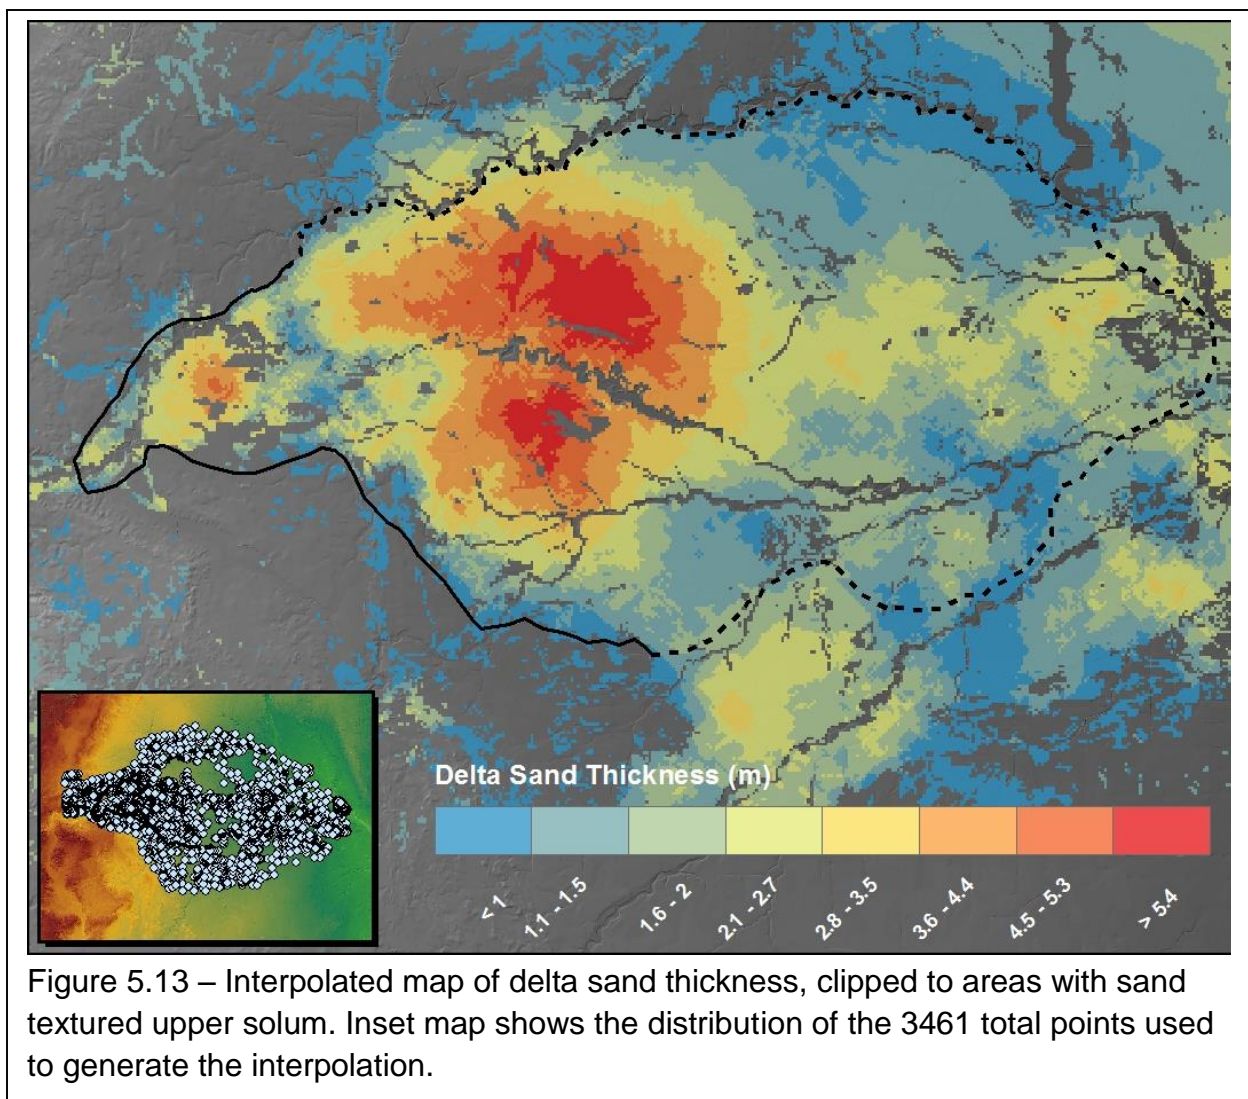 Delta Sand Thickness (m)
< 1
1.1 - 1.5
1.6 - 2
2.1 - 2.7
2.8 - 3.5
3.6 - 4.4
4.5 - 5.3
> 5.4
Figure 5.13 – Interpolated map of delta sand thickness, clipped to areas with sand
textured upper solum. Inset map shows the distribution of the 3461 total points used
to generate the interpolation.